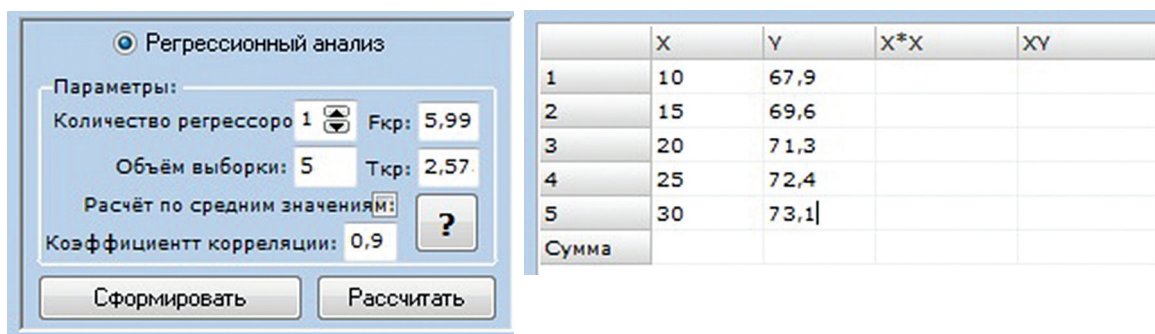 Регрессионный анализ
Параметры:
Количество регрессоро 1 Fкр: 5,99
Объём выборки: 5 Ткр: 2,57
Расчёт по средним значениям:
?
Коэффициентт корреляции: 0,9
Сформировать Рассчитать
X Y X*X XY
1 10 67,9
2 15 69,6
3 20 71,3
4 25 72,4
5 30 73,1
Сумма